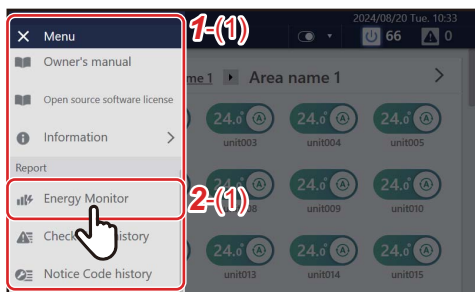 2024/08/20 Tue. 10:33
Menu
66
0
1-(1)
Owner's manual
me 1
Area name 1
Open source software license
Information
24.0 A
24.0 A
24.0 A
unit003
unit004
unit005
Report
Energy Monitor
2-(1)
24.0 A
24.0 A
24.0 A
08
unit009
unit010
Check
istory
24.0 A
24.0 A
24.0 A
Notice Code history
unit013
unit014
unit015